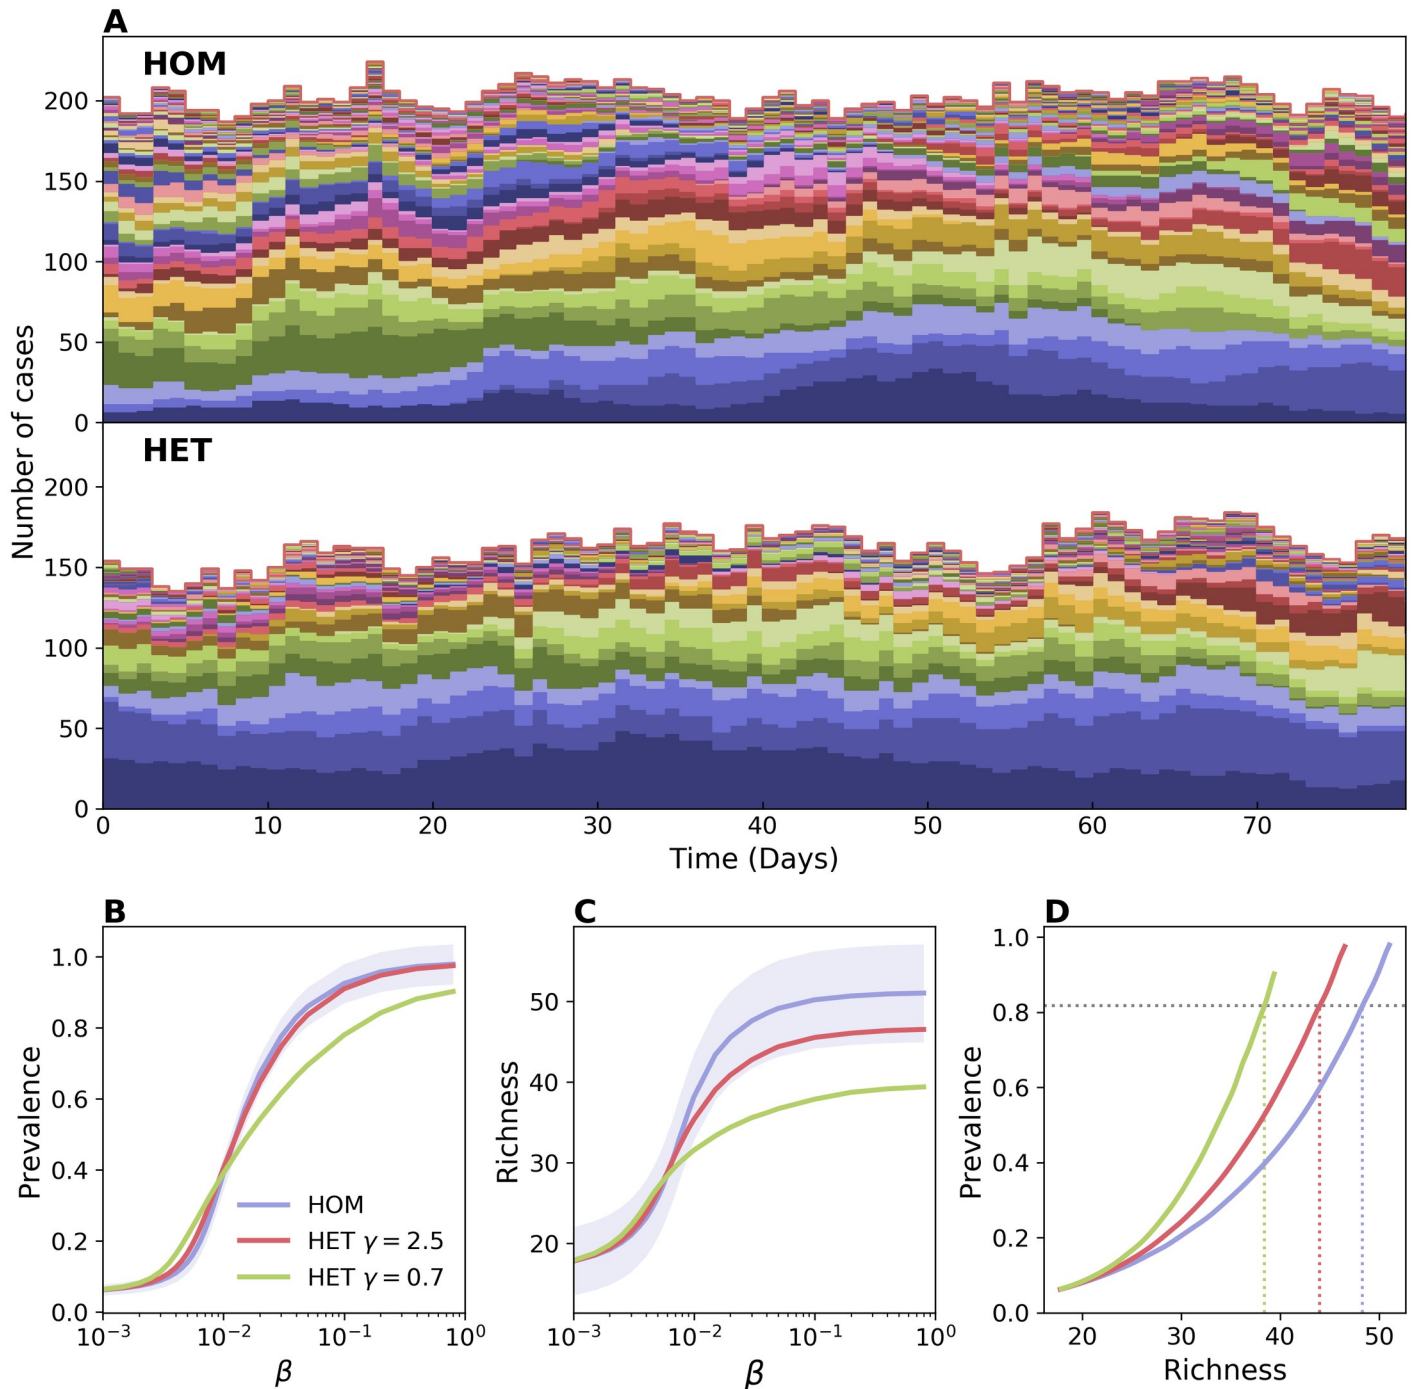 A
HOM
200
150
100
50
0
HET
200
150
100
50
0
Number of cases
0 10 20 30 40 50 60 70
Time (Days)
B
1.0
0.8
0.6
0.4
0.2
0.0
Prevalence
HOM
HET γ = 2.5
HET γ = 0.7
10⁻³ 10⁻² 10⁻¹ 10⁰
β
C
50
40
30
20
Richness
10⁻³ 10⁻² 10⁻¹ 10⁰
β
D
1.0
0.8
0.6
0.4
0.2
0.0
Prevalence
20 30 40 50
Richness